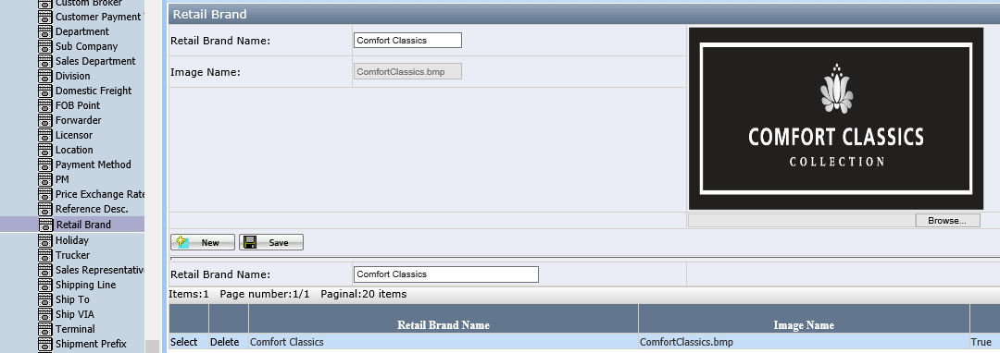 Custom Broker
Customer Payment
Department
Sub Company
Sales Department
Division
Domestic Freight
FOB Point
Forwarder
Licensor
Location
Payment Method
PM
Price Exchange Rate
Reference Desc.
Retail Brand
Holiday
Trucker
Sales Representativ
Shipping Line
Ship To
Ship VIA
Terminal
Shipment Prefix
Retail Brand
Retail Brand Name: Comfort Classics
Image Name: ComfortClassics.bmp
COMFORT CLASSICS
COLLECTION
Browse...
New Save
Retail Brand Name: Comfort Classics
Items:1 Page number:1/1 Paginal:20 items
Retail Brand Name Image Name
Select Delete Comfort Classics ComfortClassics.bmp True